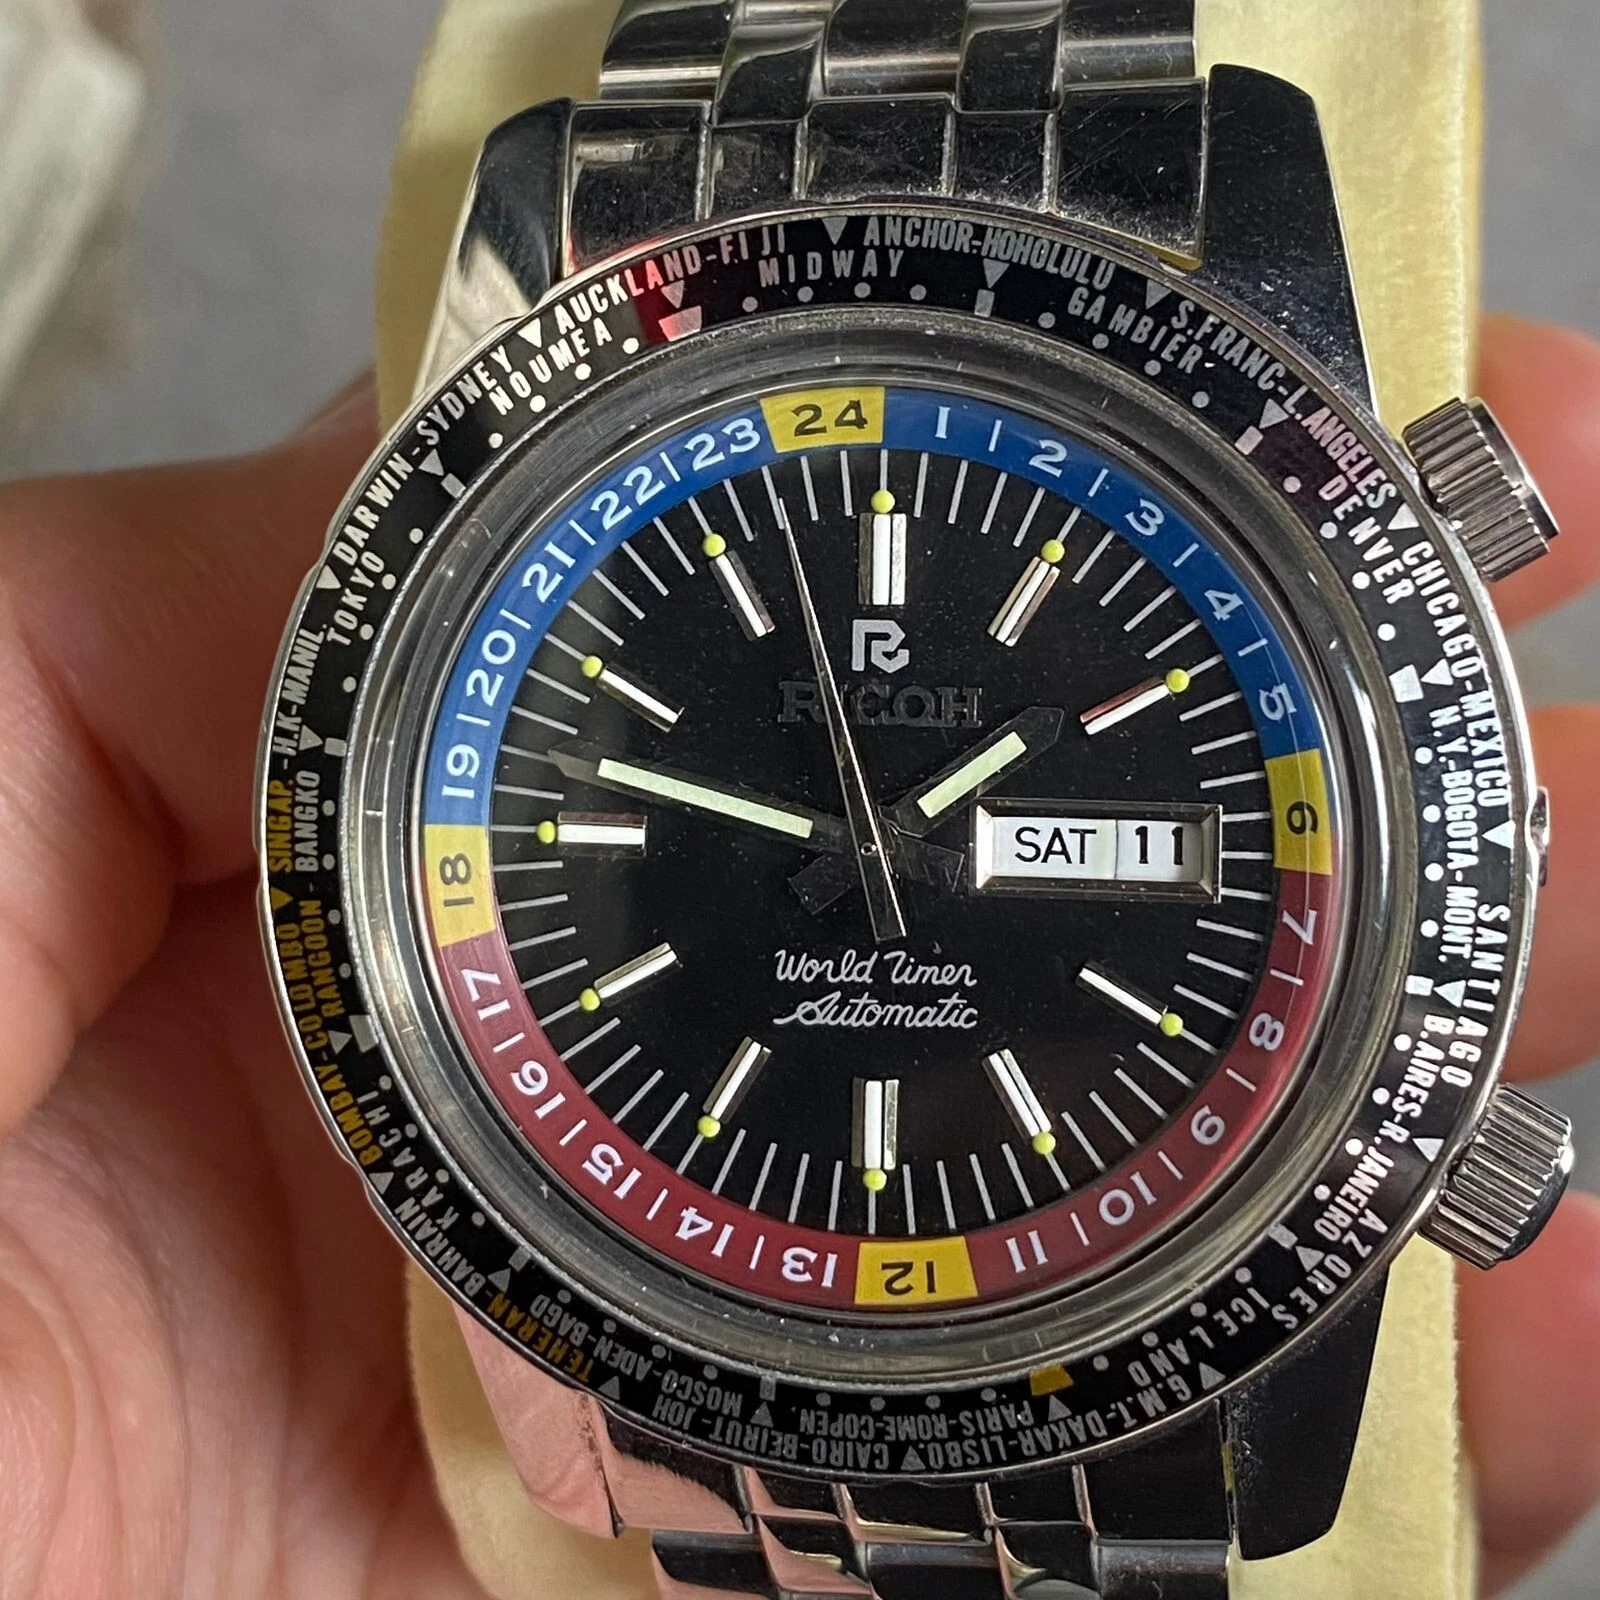 AUCKLAND-FIJI
MIDWAY
ANCHOR-HOHOLULU
GAMBIER
S.FRANC-L.ANGELES
DENVER
CHICAGO-MEXICO
N.Y.-BOGOTA-MONT.
SANTIAGO
B.AIRES-R.JANEIRO
AZORES
ICELAND
G.M.T.-DAKAR-LISBO.
PARIS-ROME-COPEN.
CAIRO-BEIRUT-JOH
MOSCO-ADEN-BAGD
TEHERAN-BAHRAIN
KARACHI
BOMBAY-COLOMBO
RANGOON
SINGAP.-H.K-MANIL.
BANGKO
TOKYO
DARWIN-SYDNEY
NOUMEA
24
1
2
3
4
5
6
7
8
9
10
11
12
13
14
15
16
17
18
19
20
21
22
23
R
RICOH
SAT 11
World Timer
Automatic